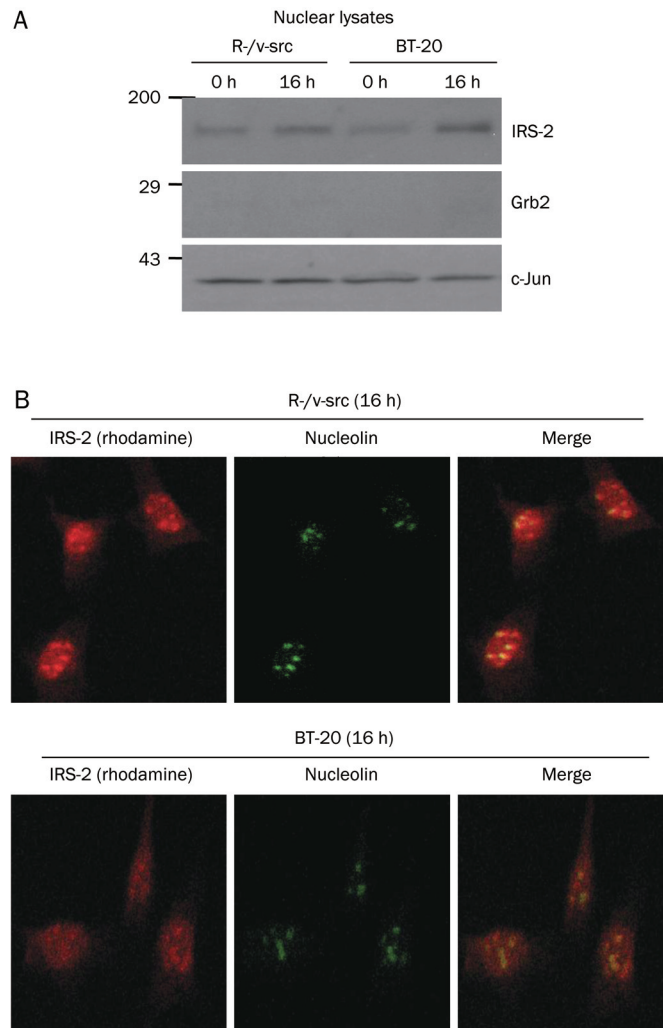 A
Nuclear lysates
R-/v-src BT-20
0 h 16 h 0 h 16 h
200
IRS-2
29
Grb2
43
c-Jun
B
R-/v-src (16 h)
IRS-2 (rhodamine) Nucleolin Merge
BT-20 (16 h)
IRS-2 (rhodamine) Nucleolin Merge